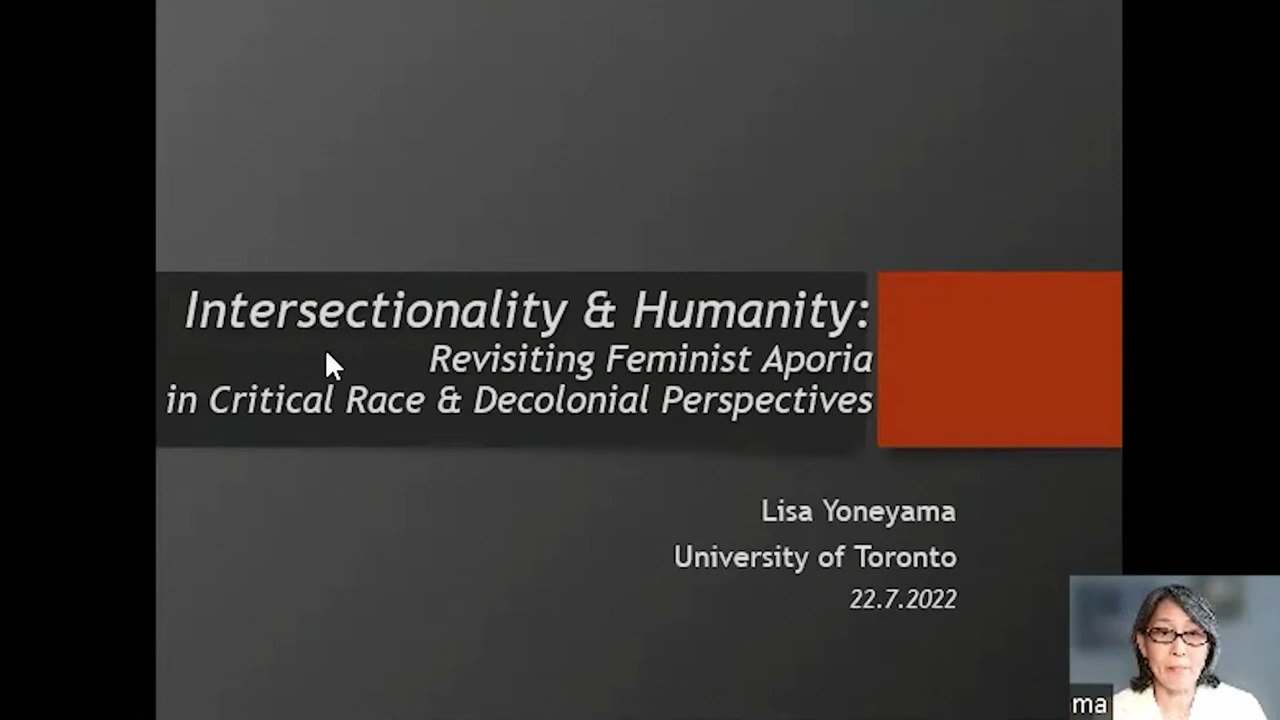 Intersectionality & Humanity:
Revisiting Feminist Aporia
in Critical Race & Decolonial Perspectives
Lisa Yoneyama
University of Toronto
22.7.2022
ma